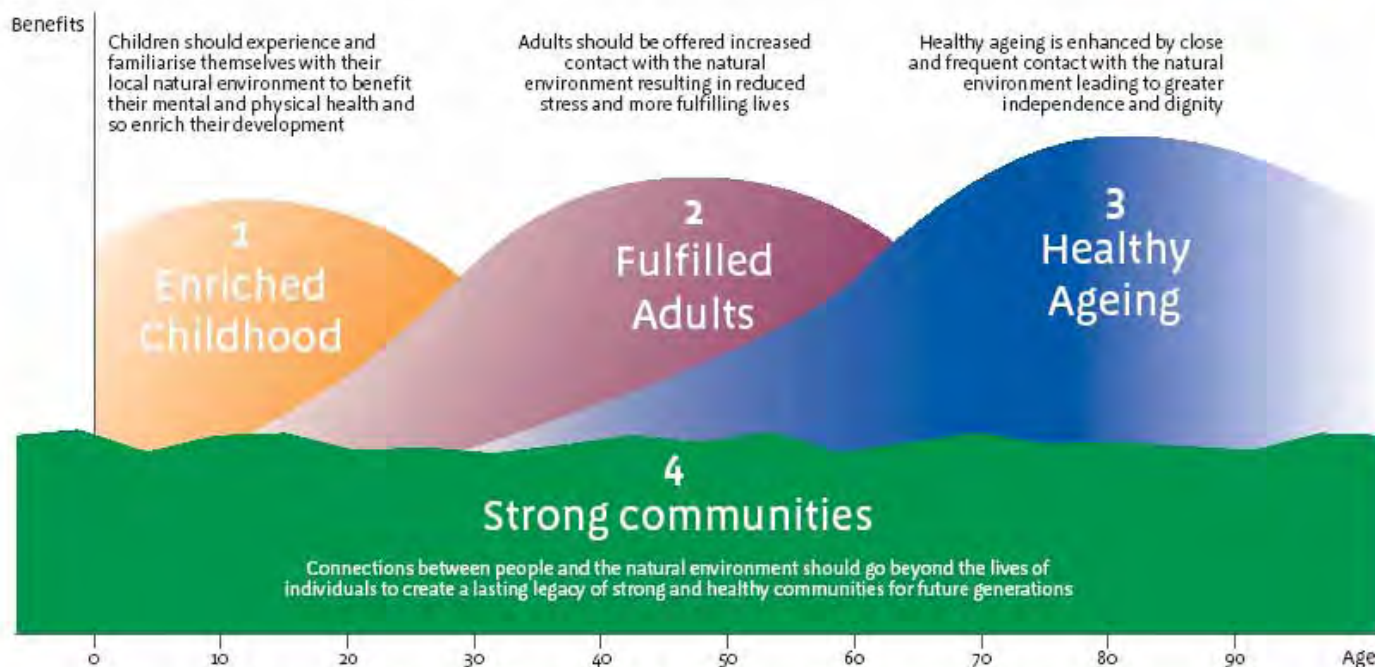 Benefits
Children should experience and
familiarise themselves with their
local natural environment to benefit
their mental and physical health and
so enrich their development
Adults should be offered increased
contact with the natural
environment resulting in reduced
stress and more fulfilling lives
Healthy ageing is enhanced by close
and frequent contact with the natural
environment leading to greater
independence and dignity
1
Enriched
Childhood
2
Fulfilled
Adults
3
Healthy
Ageing
4
Strong communities
Connections between people and the natural environment should go beyond the lives of
individuals to create a lasting legacy of strong and healthy communities for future generations
0 10 20 30 40 50 60 70 80 90 Age